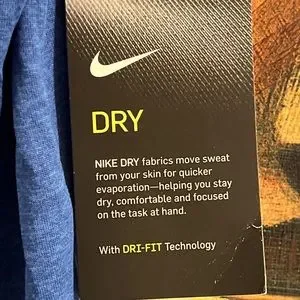 DRY
NIKE DRY fabrics move sweat
from your skin for quicker
evaporation—helping you stay
dry, comfortable and focused
on the task at hand.
With DRI-FIT Technology